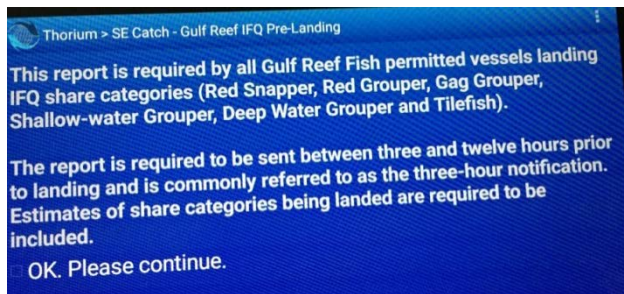 Thorium > SE Catch - Gulf Reef IFQ Pre-Landing
This report is required by all Gulf Reef Fish permitted vessels landing
IFQ share categories (Red Snapper, Red Grouper, Gag Grouper,
Shallow-water Grouper, Deep Water Grouper and Tilefish).
The report is required to be sent between three and twelve hours prior
to landing and is commonly referred to as the three-hour notification.
Estimates of share categories being landed are required to be
included.
OK. Please continue.